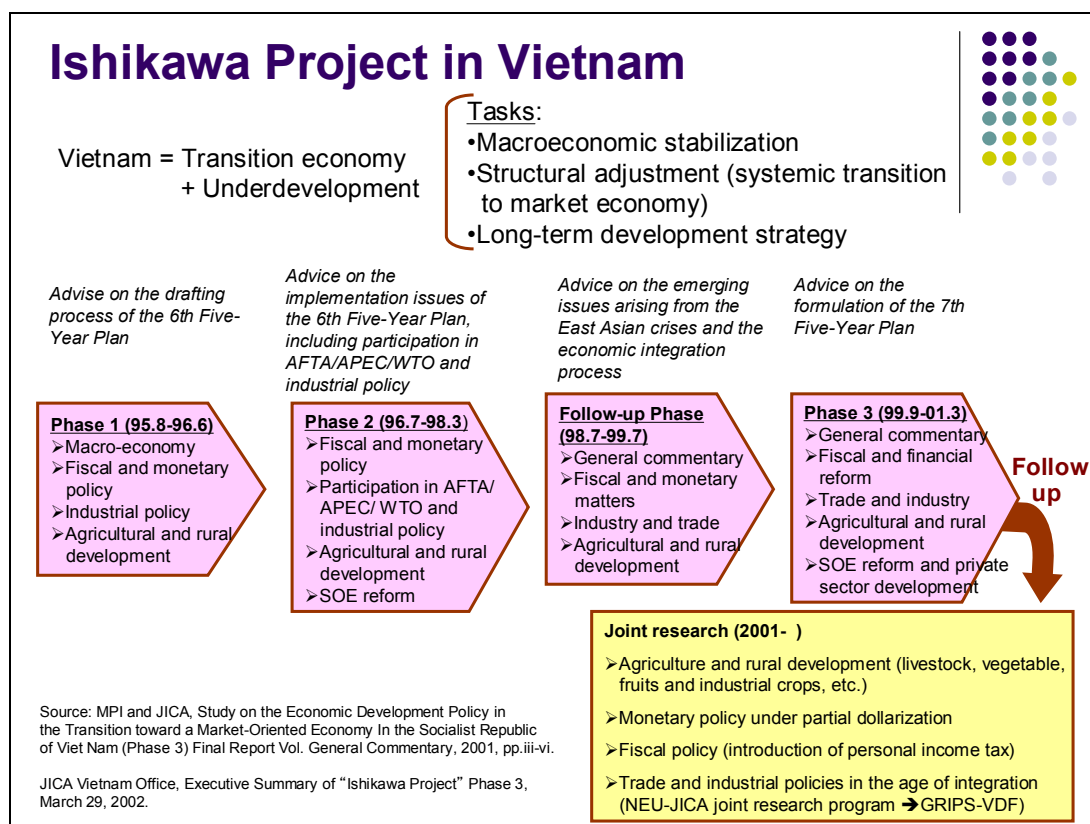 Ishikawa Project in Vietnam
Vietnam = Transition economy
+ Underdevelopment
Tasks:
•Macroeconomic stabilization
•Structural adjustment (systemic transition
to market economy)
•Long-term development strategy
Advise on the drafting
process of the 6th Five-
Year Plan
Advice on the
implementation issues of
the 6th Five-Year Plan,
including participation in
AFTA/APEC/WTO and
industrial policy
Advice on the emerging
issues arising from the
East Asian crises and the
economic integration
process
Advice on the
formulation of the 7th
Five-Year Plan
Phase 1 (95.8-96.6)
➢Macro-economy
➢Fiscal and monetary
policy
➢Industrial policy
➢Agricultural and rural
development
Phase 2 (96.7-98.3)
➢Fiscal and monetary
policy
➢Participation in AFTA/
APEC/ WTO and
industrial policy
➢Agricultural and rural
development
➢SOE reform
Follow-up Phase
(98.7-99.7)
➢General commentary
➢Fiscal and monetary
matters
➢Industry and trade
➢Agricultural and rural
development
Phase 3 (99.9-01.3)
➢General commentary
➢Fiscal and financial
reform
➢Trade and industry
➢Agricultural and rural
development
➢SOE reform and private
sector development
Follow
up
Joint research (2001- )
➢Agriculture and rural development (livestock, vegetable,
fruits and industrial crops, etc.)
➢Monetary policy under partial dollarization
➢Fiscal policy (introduction of personal income tax)
➢Trade and industrial policies in the age of integration
(NEU-JICA joint research program ➔GRIPS-VDF)
Source: MPI and JICA, Study on the Economic Development Policy in
the Transition toward a Market-Oriented Economy In the Socialist Republic
of Viet Nam (Phase 3) Final Report Vol. General Commentary, 2001, pp.iii-vi.
JICA Vietnam Office, Executive Summary of “Ishikawa Project” Phase 3,
March 29, 2002.